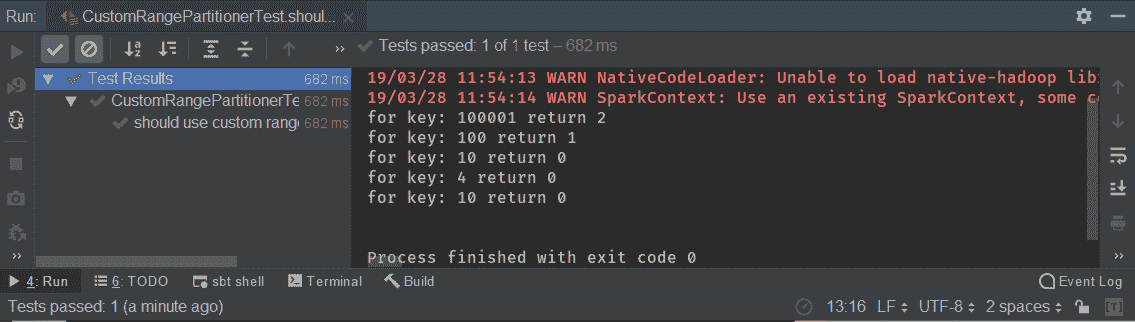 Run: CustomRangePartitionerTest.shou...
Tests passed: 1 of 1 test – 682 ms
Test Results 682 ms
CustomRangePartitionerTe 682 ms
should use custom rang 682 ms
19/03/28 11:54:13 WARN NativeCodeLoader: Unable to load native-hadoop lib
19/03/28 11:54:14 WARN SparkContext: Use an existing SparkContext, some c
for key: 100001 return 2
for key: 100 return 1
for key: 10 return 0
for key: 4 return 0
for key: 10 return 0
Process finished with exit code 0
4: Run 6: TODO sbt shell Terminal Build Event Log
Tests passed: 1 (a minute ago) 13:16 LF UTF-8 2 spaces [T]